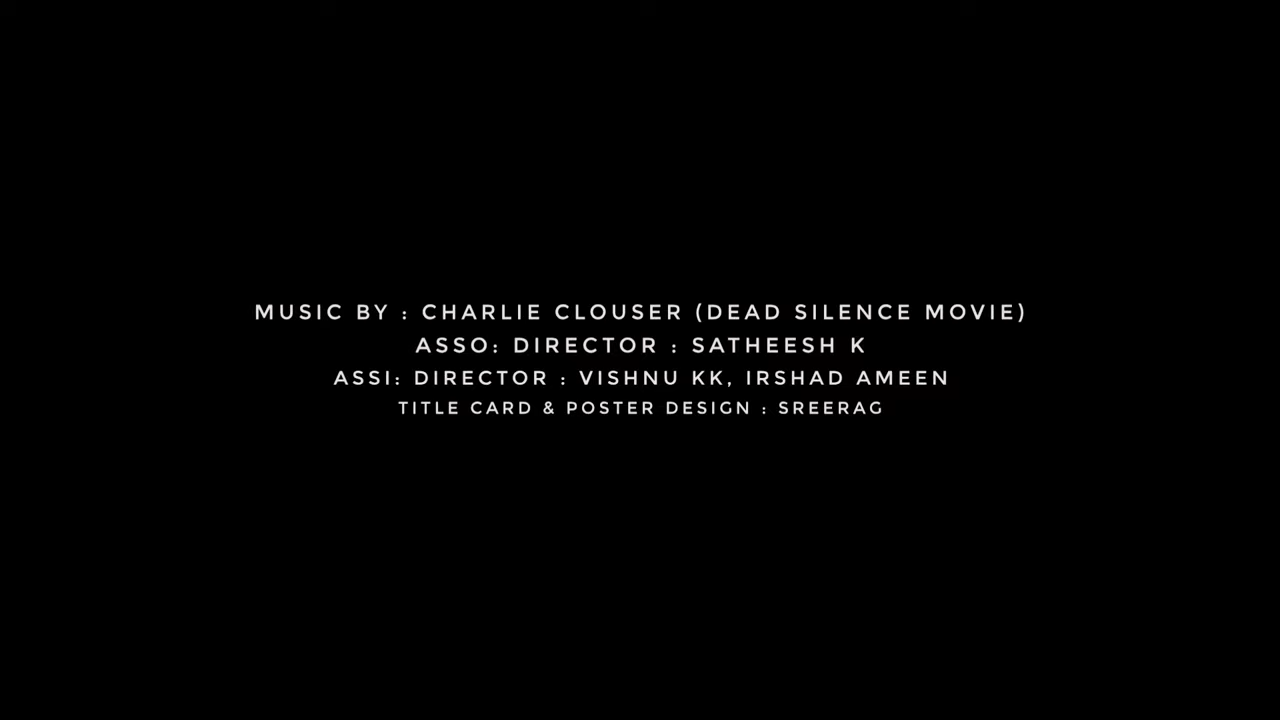 MUSIC BY : CHARLIE CLOUSER (DEAD SILENCE MOVIE)
ASSO: DIRECTOR : SATHEESH K
ASSI: DIRECTOR : VISHNU KK, IRSHAD AMEEN
TITLE CARD & POSTER DESIGN : SREERAG